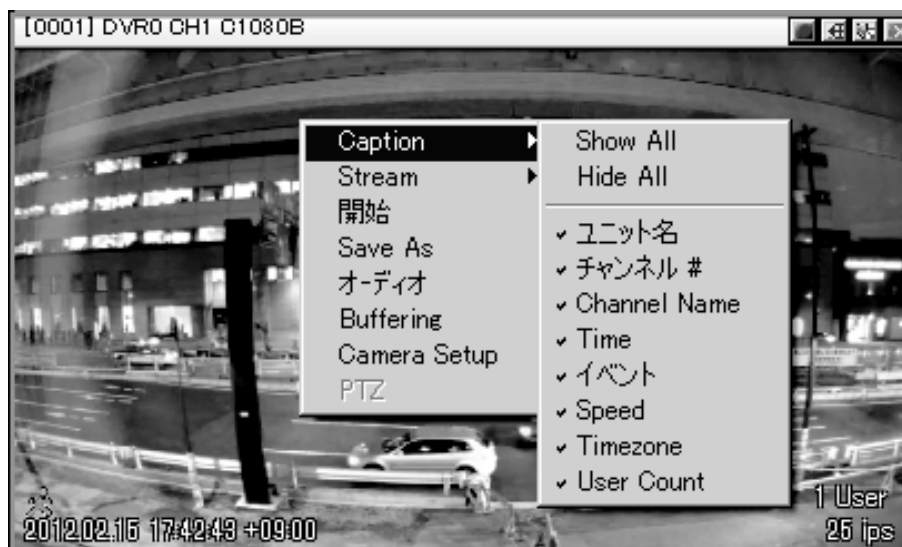 [0001] DVR0 CH1 C1080B
Caption
Stream
開始
Save As
オーディオ
Buffering
Camera Setup
PTZ
Show All
Hide All
ユニット名
チャンネル #
Channel Name
Time
イベント
Speed
Timezone
User Count
1 User
2012.02.15 17:42:43 +09:00
25 ips